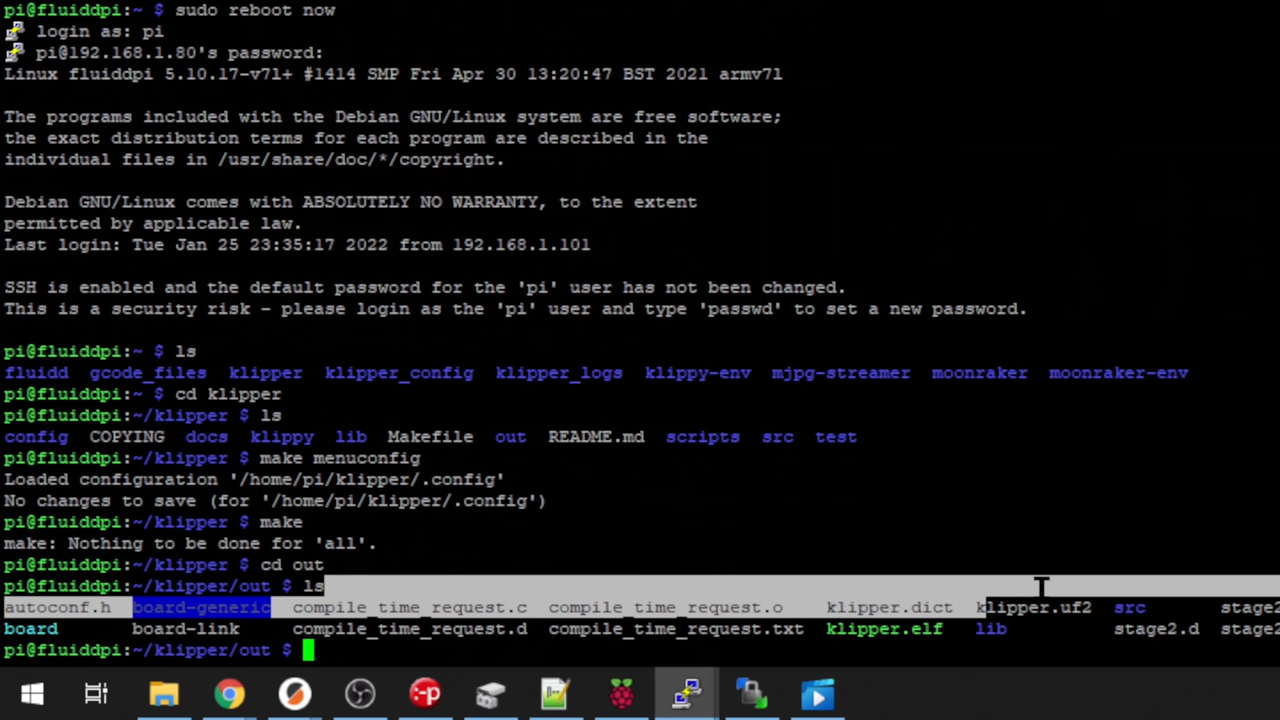 pi@fluiddpi:~ $ sudo reboot now
login as: pi
pi@192.168.1.80's password:
Linux fluiddpi 5.10.17-v7l+ #1414 SMP Fri Apr 30 13:20:47 BST 2021 armv7l
The programs included with the Debian GNU/Linux system are free software;
the exact distribution terms for each program are described in the
individual files in /usr/share/doc/*/copyright.
Debian GNU/Linux comes with ABSOLUTELY NO WARRANTY, to the extent
permitted by applicable law.
Last login: Tue Jan 25 23:35:17 2022 from 192.168.1.101
SSH is enabled and the default password for the 'pi' user has not been changed.
This is a security risk - please login as the 'pi' user and type 'passwd' to set a new password.
pi@fluiddpi:~ $ ls
fluidd gcode_files klipper klipper_config klipper_logs klippy-env mjpg-streamer moonraker moonraker-env
pi@fluiddpi:~ $ cd klipper
pi@fluiddpi:~/klipper $ ls
config COPYING docs klippy lib Makefile out README.md scripts src test
pi@fluiddpi:~/klipper $ make menuconfig
Loaded configuration '/home/pi/klipper/.config'
No changes to save (for '/home/pi/klipper/.config')
pi@fluiddpi:~/klipper $ make
make: Nothing to be done for 'all'.
pi@fluiddpi:~/klipper $ cd out
pi@fluiddpi:~/klipper/out $ ls
autoconf.h board-generic compile_time_request.c compile_time_request.o klipper.dict klipper.uf2 src stage2
board board-link compile_time_request.d compile_time_request.txt klipper.elf lib stage2.d stage2
pi@fluiddpi:~/klipper/out $